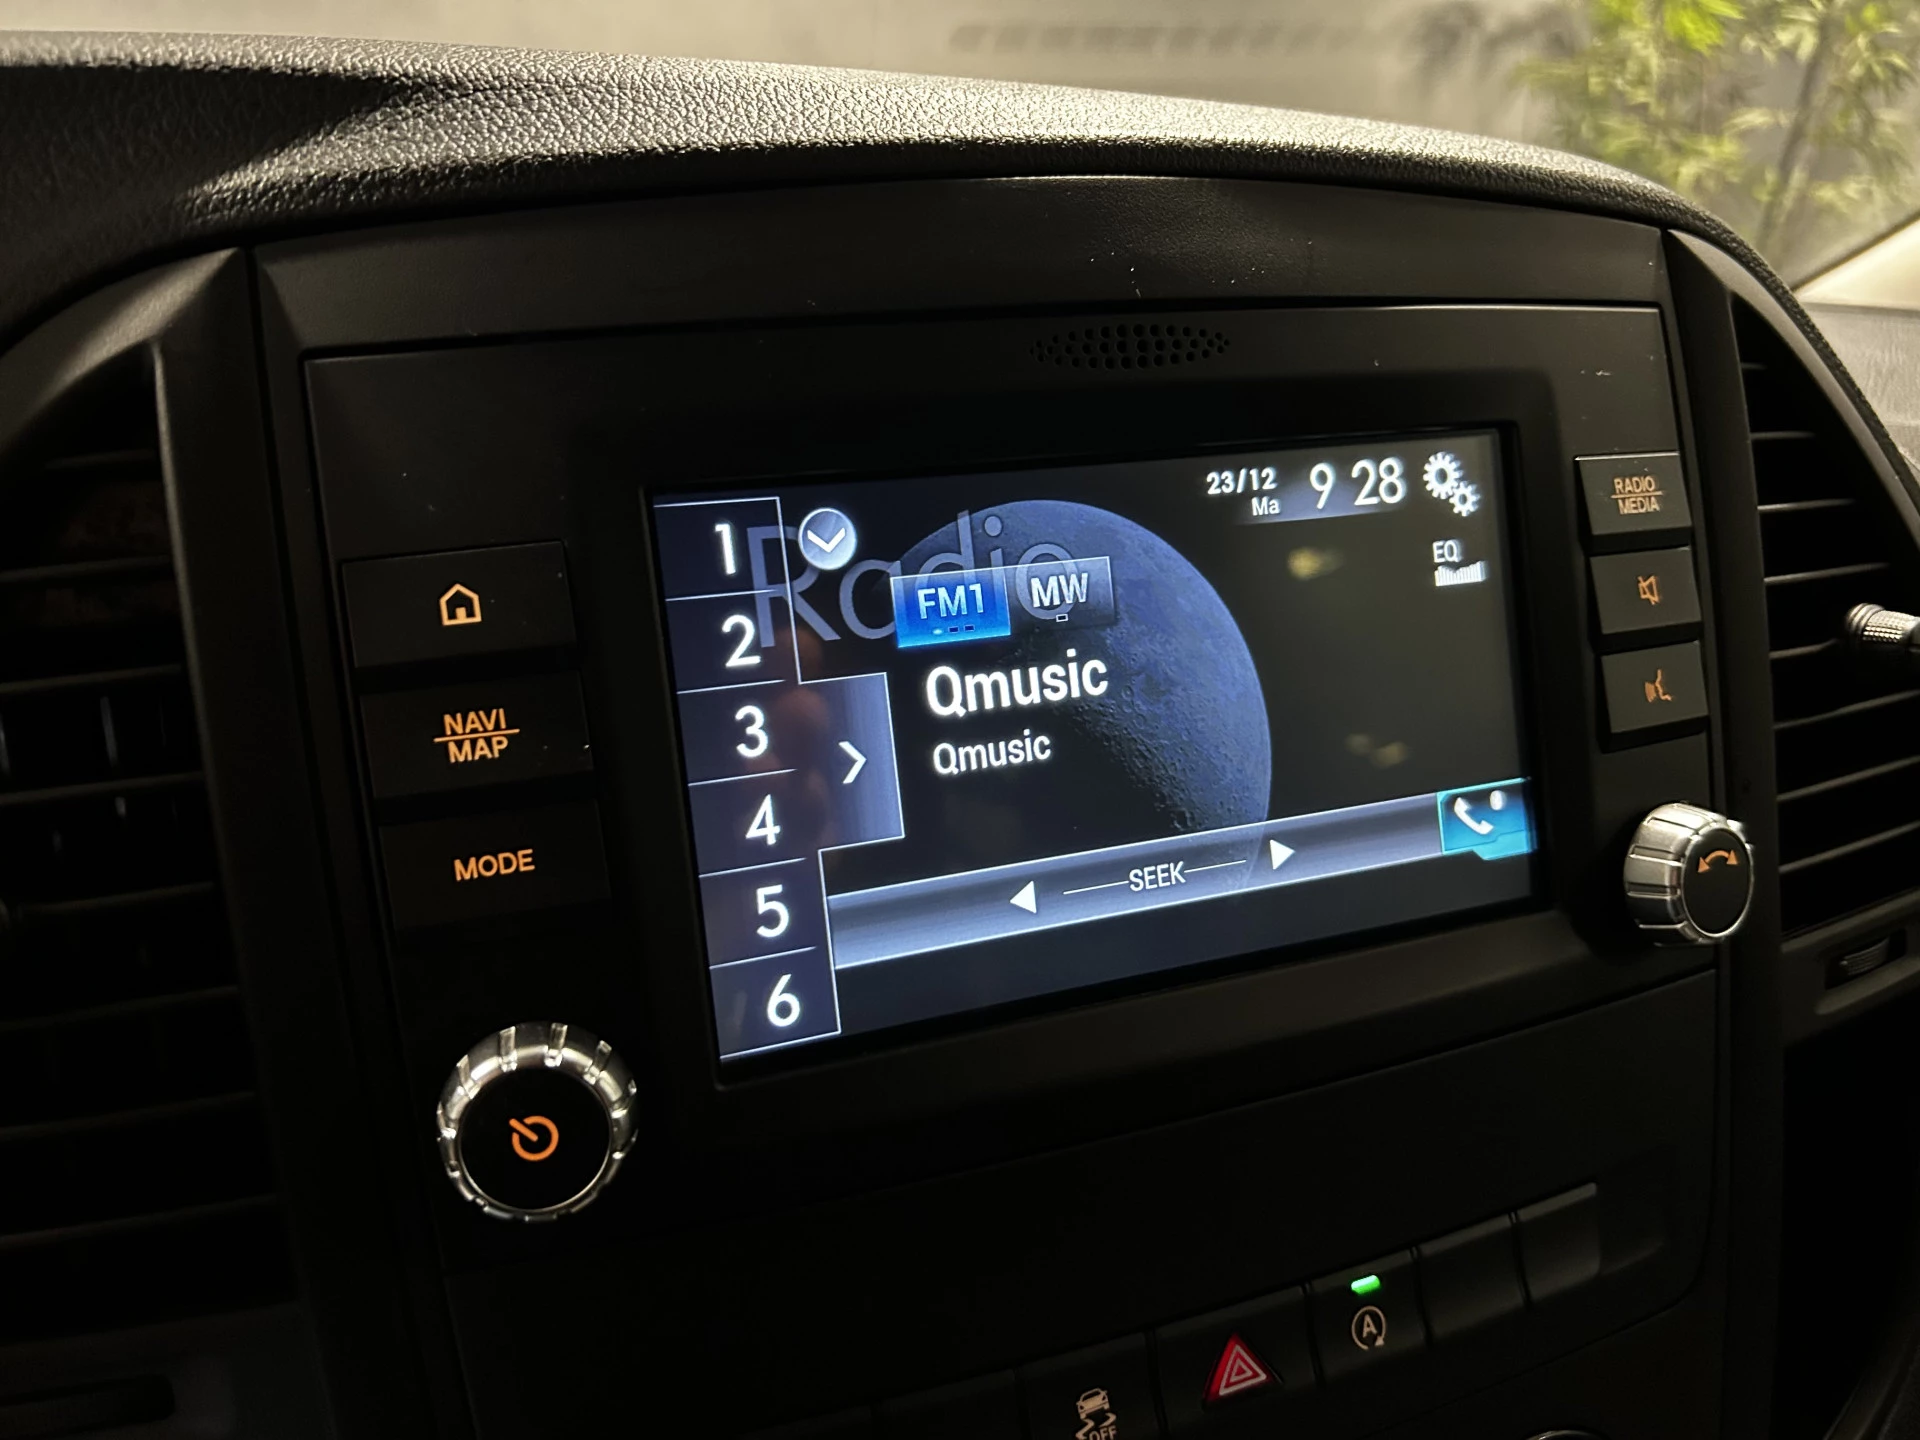 23/12
Ma
9 28
Radio
EQ
FM1
MW
Qmusic
Qmusic
SEEK
1
2
3
4
5
6
NAVI
MAP
MODE
RADIO
MEDIA
A
OFF